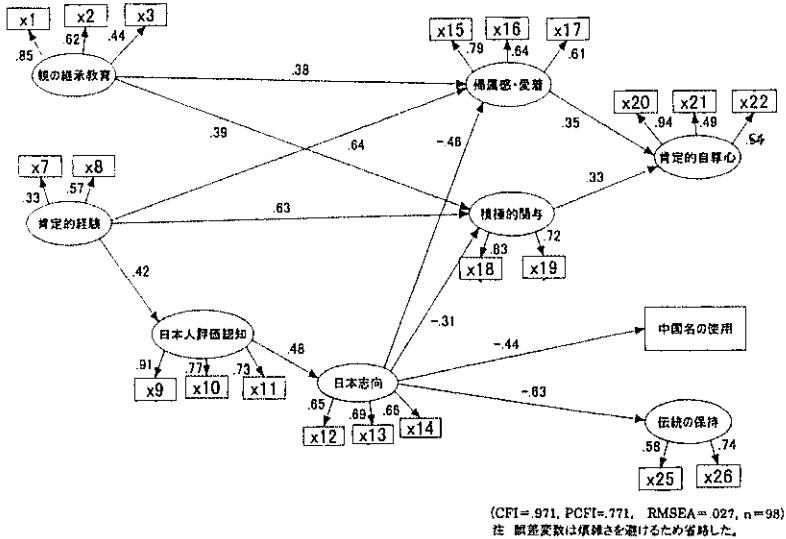 x1
x2
x3
.85
.62
.44
親の継承教育
x15
x16
x17
.79
.64
.61
帰属感・愛着
.38
.39
.64
-.46
.35
x20
x21
x22
.94
.49
.54
肯定的自尊心
x7
x8
.33
.57
肯定的経験
.63
積極的関与
.33
.83
.72
x18
x19
.42
-.31
日本人評価認知
.91
.77
.73
x9
x10
x11
.48
日本志向
.65
.69
.66
x12
x13
x14
-.44
中国名の使用
-.63
伝統の保持
.58
.74
x25
x26
(CFI=.971, PCFI=.771, RMSEA=.027, n=98)
注 誤差変数は煩雑さを避けるため省略した。